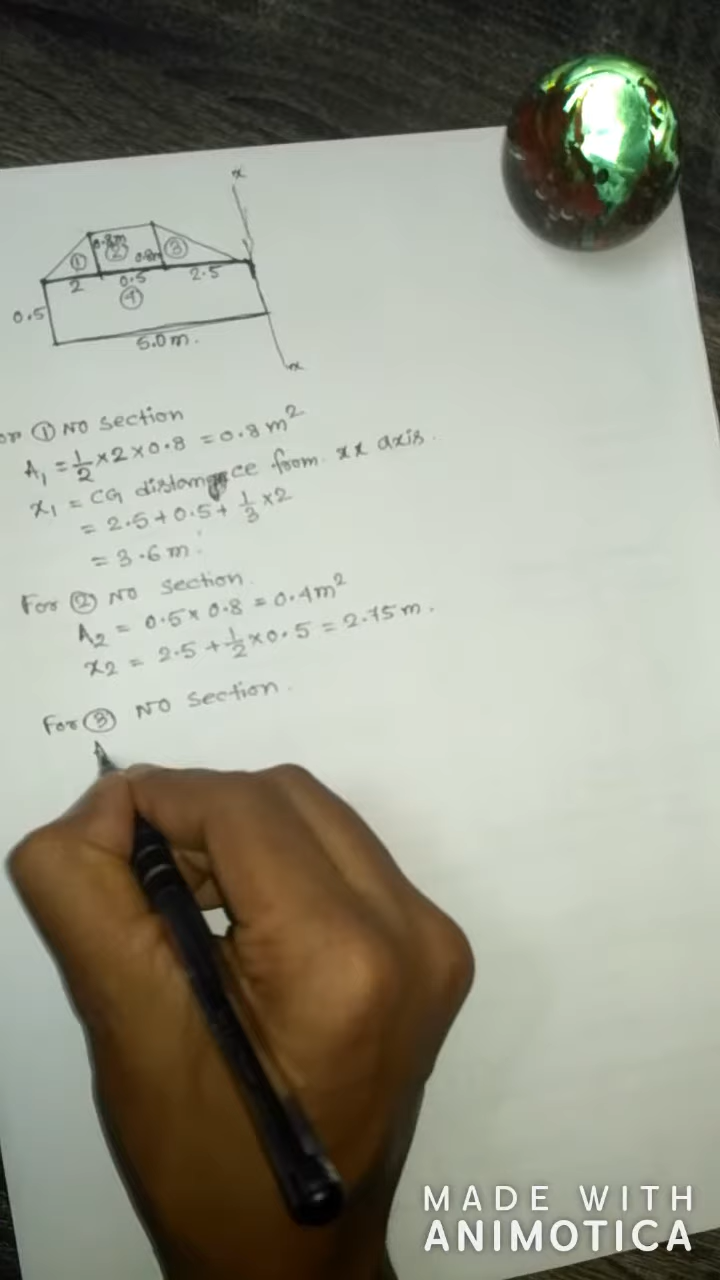 x
0.8m
②
0.8m
③
①
2
0.5
2.5
④
0.5
5.0 m.
x
For ① NO section
A₁ = 1/2 × 2 × 0.8 = 0.8 m²
x₁ = CG distance from xx axis.
= 2.5 + 0.5 + 1/3 × 2
= 3.6 m.
For ② NO section.
A₂ = 0.5 × 0.8 = 0.4 m²
x₂ = 2.5 + 1/2 × 0.5 = 2.75 m.
For ③ NO section.
A
MADE WITH
ANIMOTICA